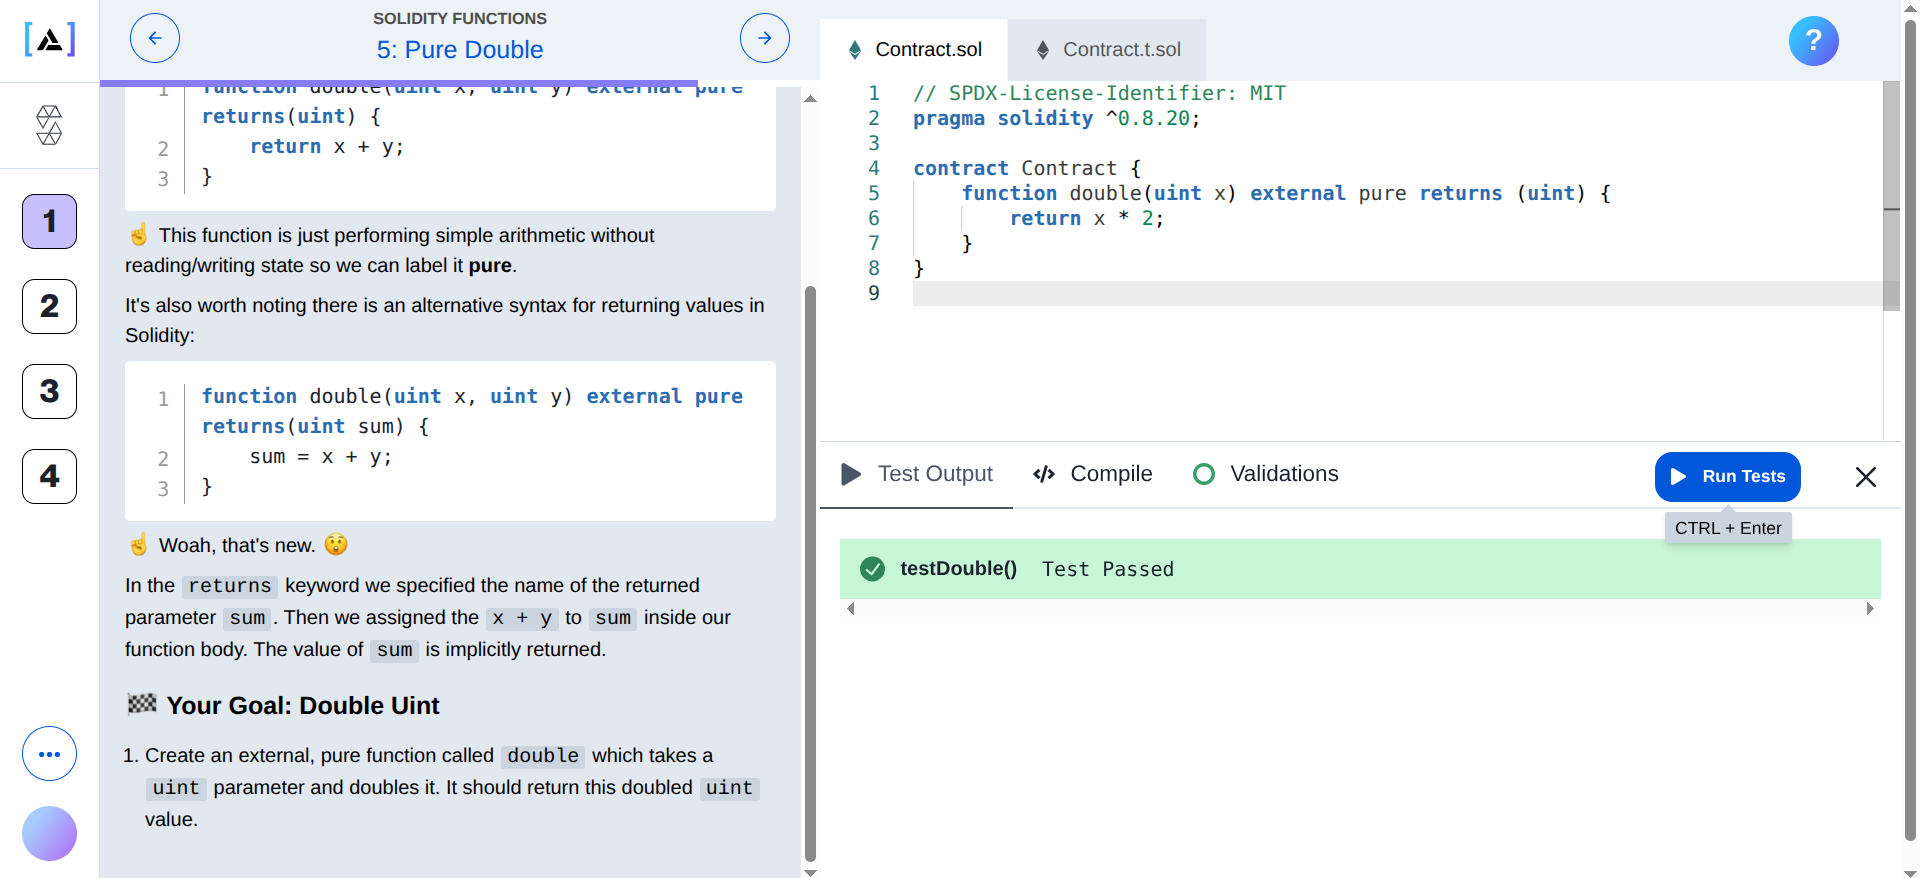 SOLIDITY FUNCTIONS
5: Pure Double
1
2
3
4
1 function double(uint x, uint y) external pure
returns(uint) {
2 return x + y;
3 }
☝ This function is just performing simple arithmetic without
reading/writing state so we can label it pure.
It's also worth noting there is an alternative syntax for returning values in
Solidity:
1 function double(uint x, uint y) external pure
returns(uint sum) {
2 sum = x + y;
3 }
☝ Woah, that's new. 😲
In the returns keyword we specified the name of the returned
parameter sum. Then we assigned the x + y to sum inside our
function body. The value of sum is implicitly returned.
🏁 Your Goal: Double Uint
1. Create an external, pure function called double which takes a
uint parameter and doubles it. It should return this doubled uint
value.
Contract.sol
Contract.t.sol
?
1 // SPDX-License-Identifier: MIT
2 pragma solidity ^0.8.20;
3
4 contract Contract {
5 function double(uint x) external pure returns (uint) {
6 return x * 2;
7 }
8 }
9
Test Output
Compile
Validations
Run Tests
CTRL + Enter
testDouble() Test Passed